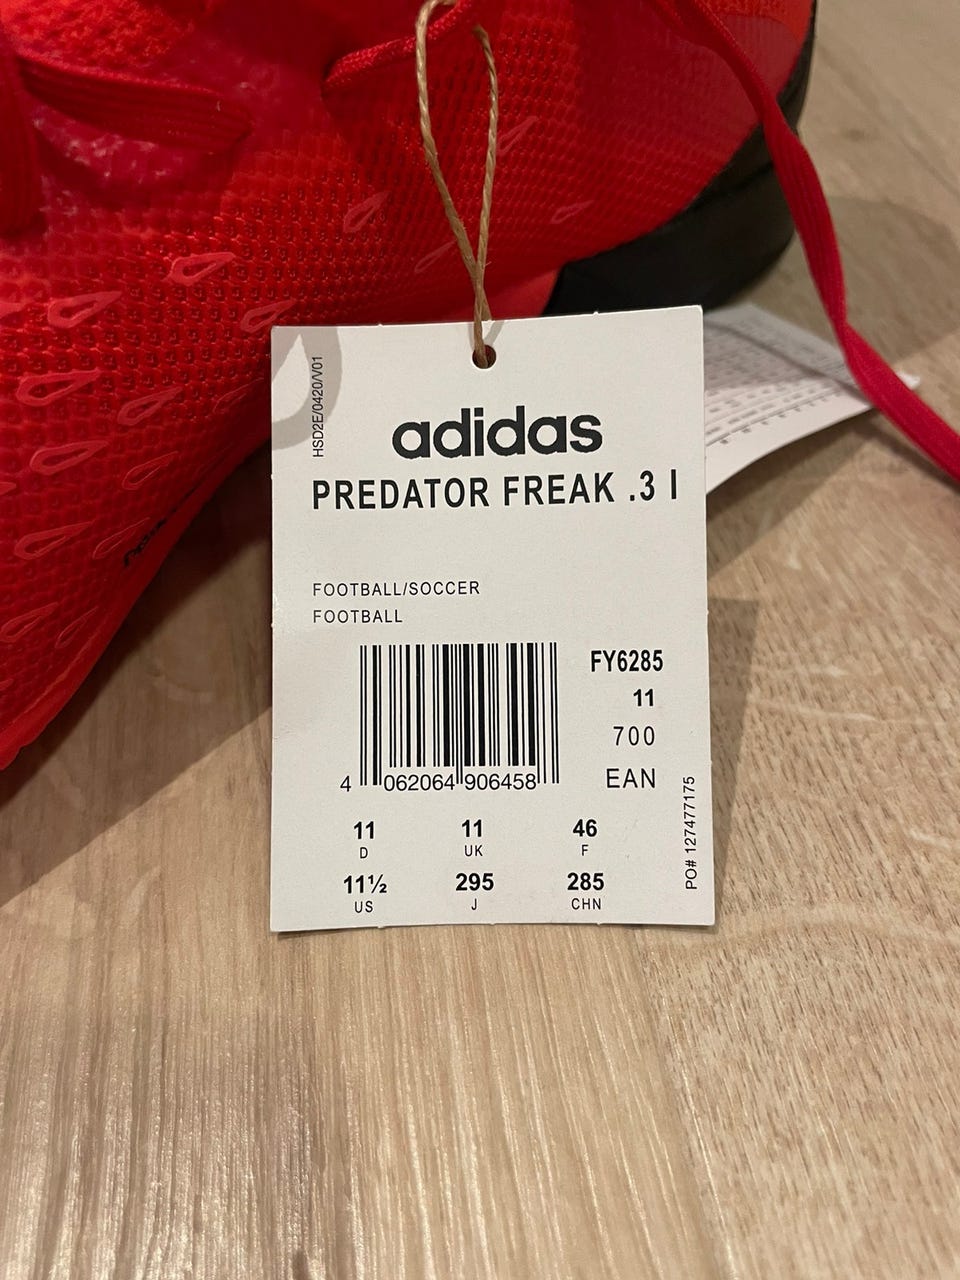 HSD2E/0420/V01
adidas
PREDATOR FREAK .3 I
FOOTBALL/SOCCER
FOOTBALL
FY6285
11
700
EAN
4 062064 906458
11 11 46
D UK F
11½ 295 285
US J CHN
PO# 127477175